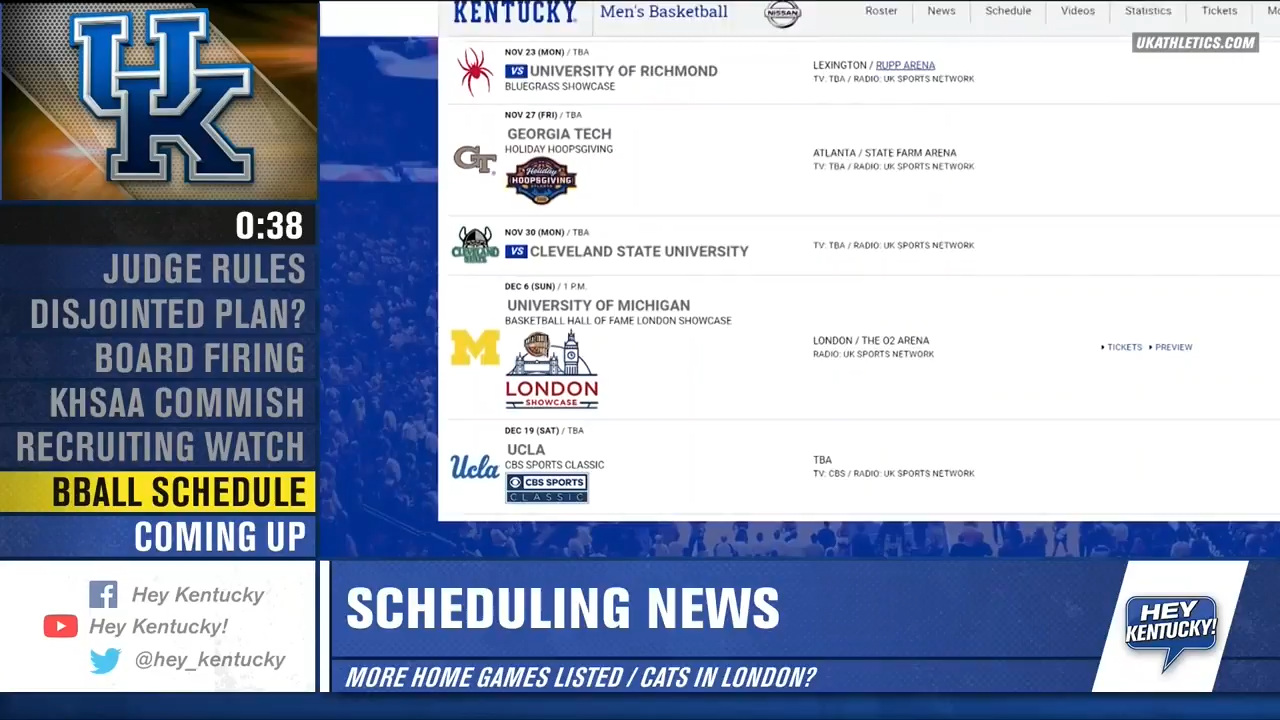 UK
0:38
JUDGE RULES
DISJOINTED PLAN?
BOARD FIRING
KHSAA COMMISH
RECRUITING WATCH
BBALL SCHEDULE
COMING UP
Hey Kentucky
Hey Kentucky!
@hey_kentucky
KENTUCKY
Men's Basketball
NISSAN
Roster
News
Schedule
Videos
Statistics
Tickets
UKATHLETICS.COM
NOV 23 (MON) / TBA
VS UNIVERSITY OF RICHMOND
BLUEGRASS SHOWCASE
LEXINGTON / RUPP ARENA
TV: TBA / RADIO: UK SPORTS NETWORK
NOV 27 (FRI) / TBA
GT
GEORGIA TECH
HOLIDAY HOOPSGIVING
Holiday
HOOPSGIVING
ATLANTA / STATE FARM ARENA
TV: TBA / RADIO: UK SPORTS NETWORK
NOV 30 (MON) / TBA
CLEVELAND STATE
VS CLEVELAND STATE UNIVERSITY
TV: TBA / RADIO: UK SPORTS NETWORK
DEC 6 (SUN) / 1 P.M.
M
UNIVERSITY OF MICHIGAN
BASKETBALL HALL OF FAME LONDON SHOWCASE
LONDON
SHOWCASE
LONDON / THE O2 ARENA
RADIO: UK SPORTS NETWORK
TICKETS PREVIEW
DEC 19 (SAT) / TBA
Ucla
UCLA
CBS SPORTS CLASSIC
CBS SPORTS
CLASSIC
TBA
TV: CBS / RADIO: UK SPORTS NETWORK
SCHEDULING NEWS
MORE HOME GAMES LISTED / CATS IN LONDON?
HEY
KENTUCKY!